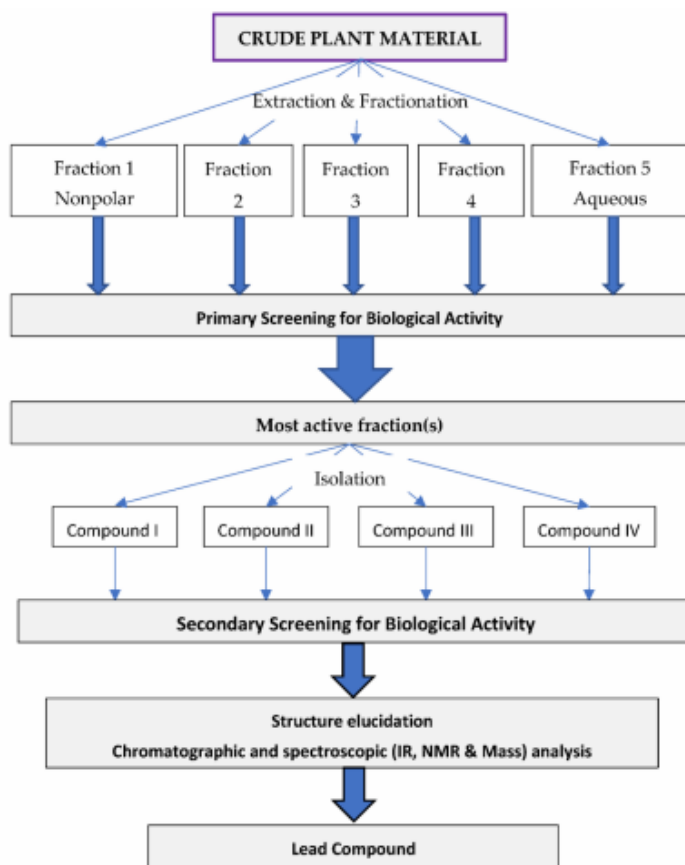 CRUDE PLANT MATERIAL
Extraction & Fractionation
Fraction 1
Nonpolar
Fraction
2
Fraction
3
Fraction
4
Fraction 5
Aqueous
Primary Screening for Biological Activity
Most active fraction(s)
Isolation
Compound I
Compound II
Compound III
Compound IV
Secondary Screening for Biological Activity
Structure elucidation
Chromatographic and spectroscopic (IR, NMR & Mass) analysis
Lead Compound